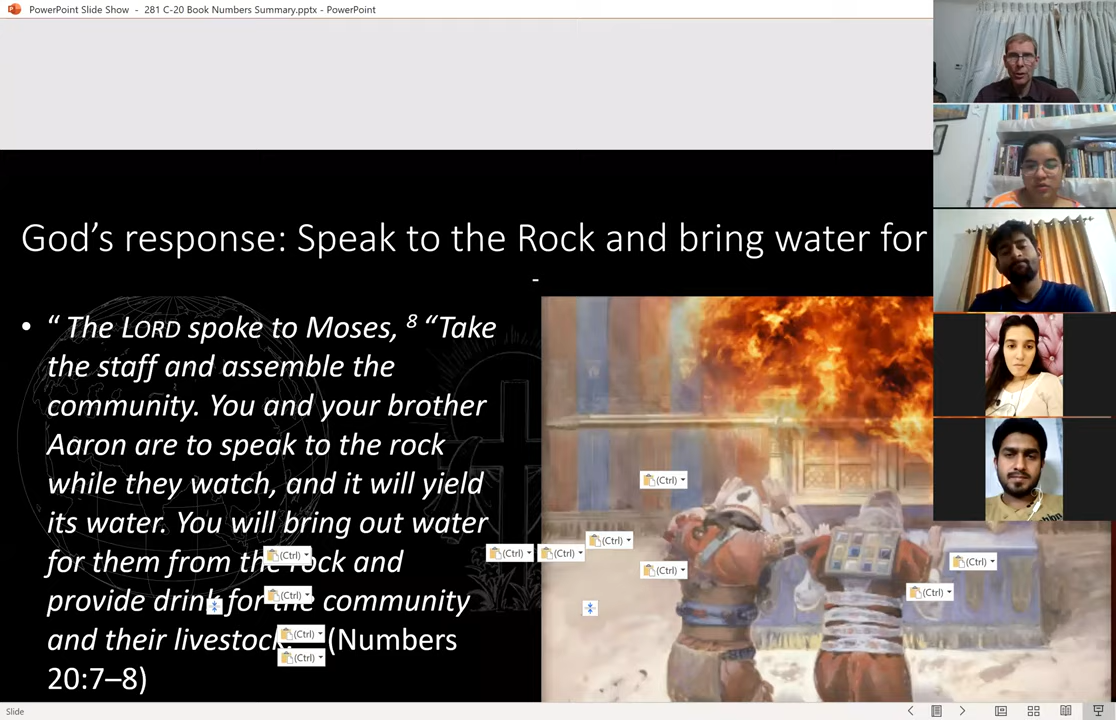 PowerPoint Slide Show - 281 C-20 Book Numbers Summary.pptx - PowerPoint
God's response: Speak to the Rock and bring water for
-
• “ The LORD spoke to Moses, 8 “Take
the staff and assemble the
community. You and your brother
Aaron are to speak to the rock
while they watch, and it will yield
its water. You will bring out water
for them from the rock and
provide drink for the community
and their livestock. (Numbers
20:7–8)
(Ctrl)
(Ctrl)
(Ctrl)
(Ctrl)
(Ctrl)
(Ctrl)
(Ctrl)
(Ctrl)
(Ctrl)
(Ctrl)
(Ctrl)
Slide